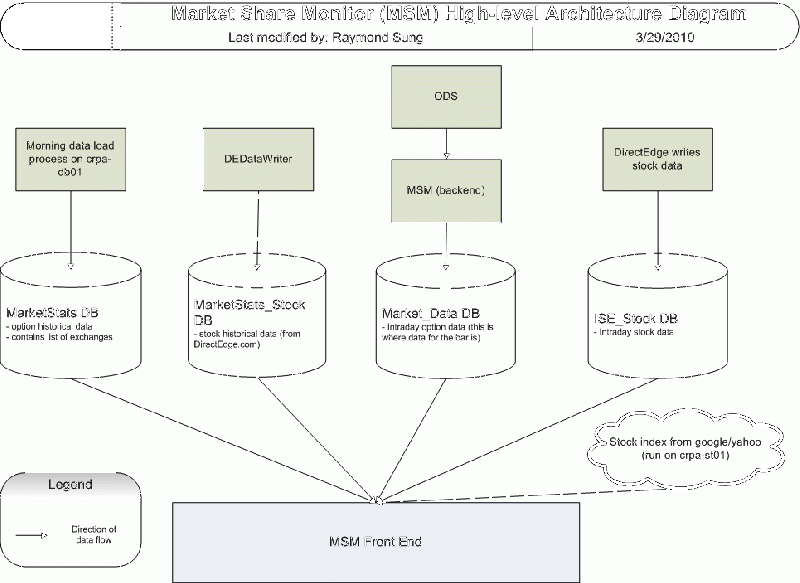 Market Share Monitor (MSM) High-level Architecture Diagram
Last modified by: Raymond Sung
3/29/2010
ODS
Morning data load
process on crpa-
db01
DEDataWriter
MSM (backend)
DirectEdge writes
stock data
MarketStats DB
- option historical data
- contains list of exchanges
MarketStats_Stock
DB
- stock historical data (from
DirectEdge.com)
Market_Data DB
- Intraday option data (this is
where data for the bar is)
ISE_Stock DB
- Intraday stock data
Stock index from google/yahoo
(run on crpa-st01)
Legend
Direction of
data flow
MSM Front End